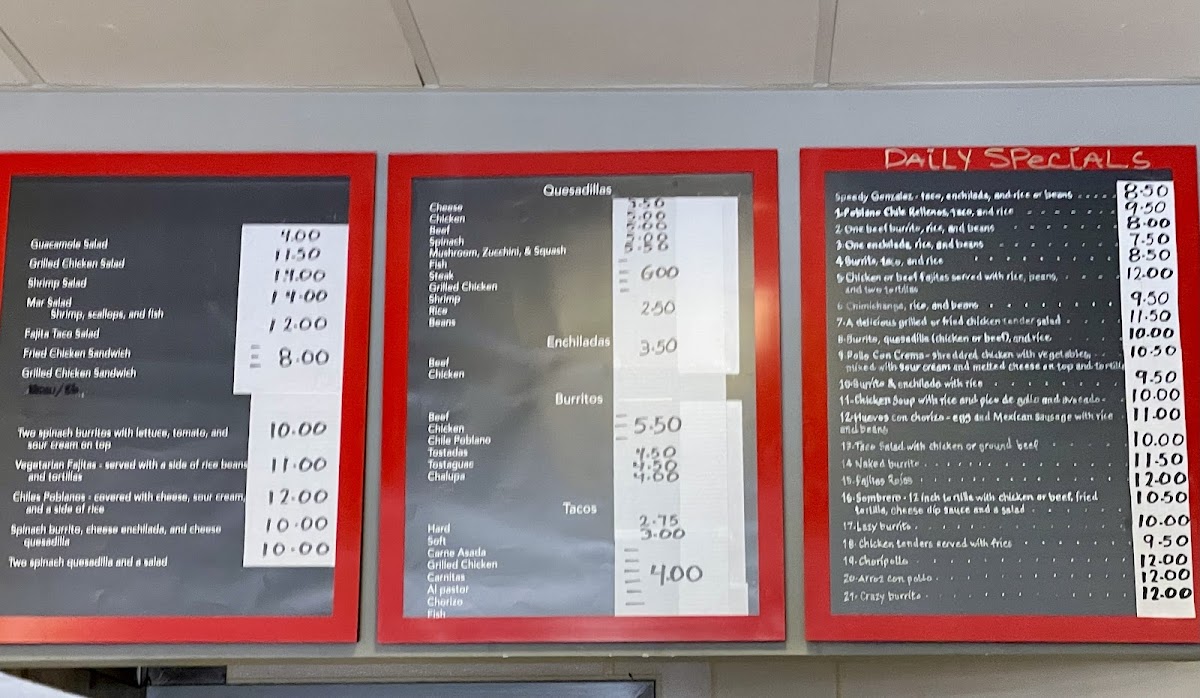 Guacamole Salad 4.00
Grilled Chicken Salad 11.50
Shrimp Salad 14.00
Mar Salad 14.00
Shrimp, scallops, and fish
Fajita Taco Salad 12.00
Fried Chicken Sandwich
Grilled Chicken Sandwich 8.00
Two spinach burritos with lettuce, tomato, and 10.00
sour cream on top
Vegetarian Fajitas - served with a side of rice beans 11.00
and tortillas
Chiles Poblanos - covered with cheese, sour cream, 12.00
and a side of rice
Spinach burrito, cheese enchilada, and cheese 10.00
quesadilla
Two spinach quesadilla and a salad 10.00
Quesadillas
Cheese 3.50
Chicken
Beef
Spinach
Mushroom, Zucchini, & Squash
Fish
Steak 6.00
Grilled Chicken
Shrimp
Rice 2.50
Beans
Enchiladas 3.50
Beef
Chicken
Burritos
Beef
Chicken 5.50
Chile Poblano
Tostadas 4.50
Tostaguac
Chalupa 4.00
Tacos
Hard 2.75
Soft 3.00
Carne Asada
Grilled Chicken
Carnitas 4.00
Al pastor
Chorizo
Fish
DAILY SPECIALS
Speedy Gonzalez - taco, enchilada, and rice or beans 8.50
1-Poblano Chile Rellenos, taco, and rice 9.50
2-One beef burrito, rice, and beans 8.00
3-One enchilada, rice, and beans 7.50
4-Burrito, taco, and rice 8.50
5-Chicken or beef fajitas served with rice, beans, 12.00
and two tortillas
6-Chimichanga, rice, and beans 9.50
7-A delicious grilled or fried chicken tender salad 11.50
8-Burrito, quesadilla (chicken or beef), and rice 10.00
9-Pollo Con Crema - shreddred chicken with vegetables, 10.50
mixed with sour cream and melted cheese on top and tortilla
10-Burrito & enchilada with rice 9.50
11-Chicken Soup with rice and pico de gallo and avocado 10.00
12-Huevos con chorizo - egg and Mexican sausage with rice 11.00
and beans
13-Taco Salad with chicken or ground beef 10.00
14 Naked burrito 11.50
15-Fajitas Rojas 12.00
16-Sombrero - 12 inch tortilla with chicken or beef, fried 10.50
tortilla, cheese dip sauce and a salad
17-Lazy burrito 10.00
18-Chicken tenders served with fries 9.50
19-Choripollo 12.00
20-Arroz con pollo 12.00
21-Crazy burrito 12.00